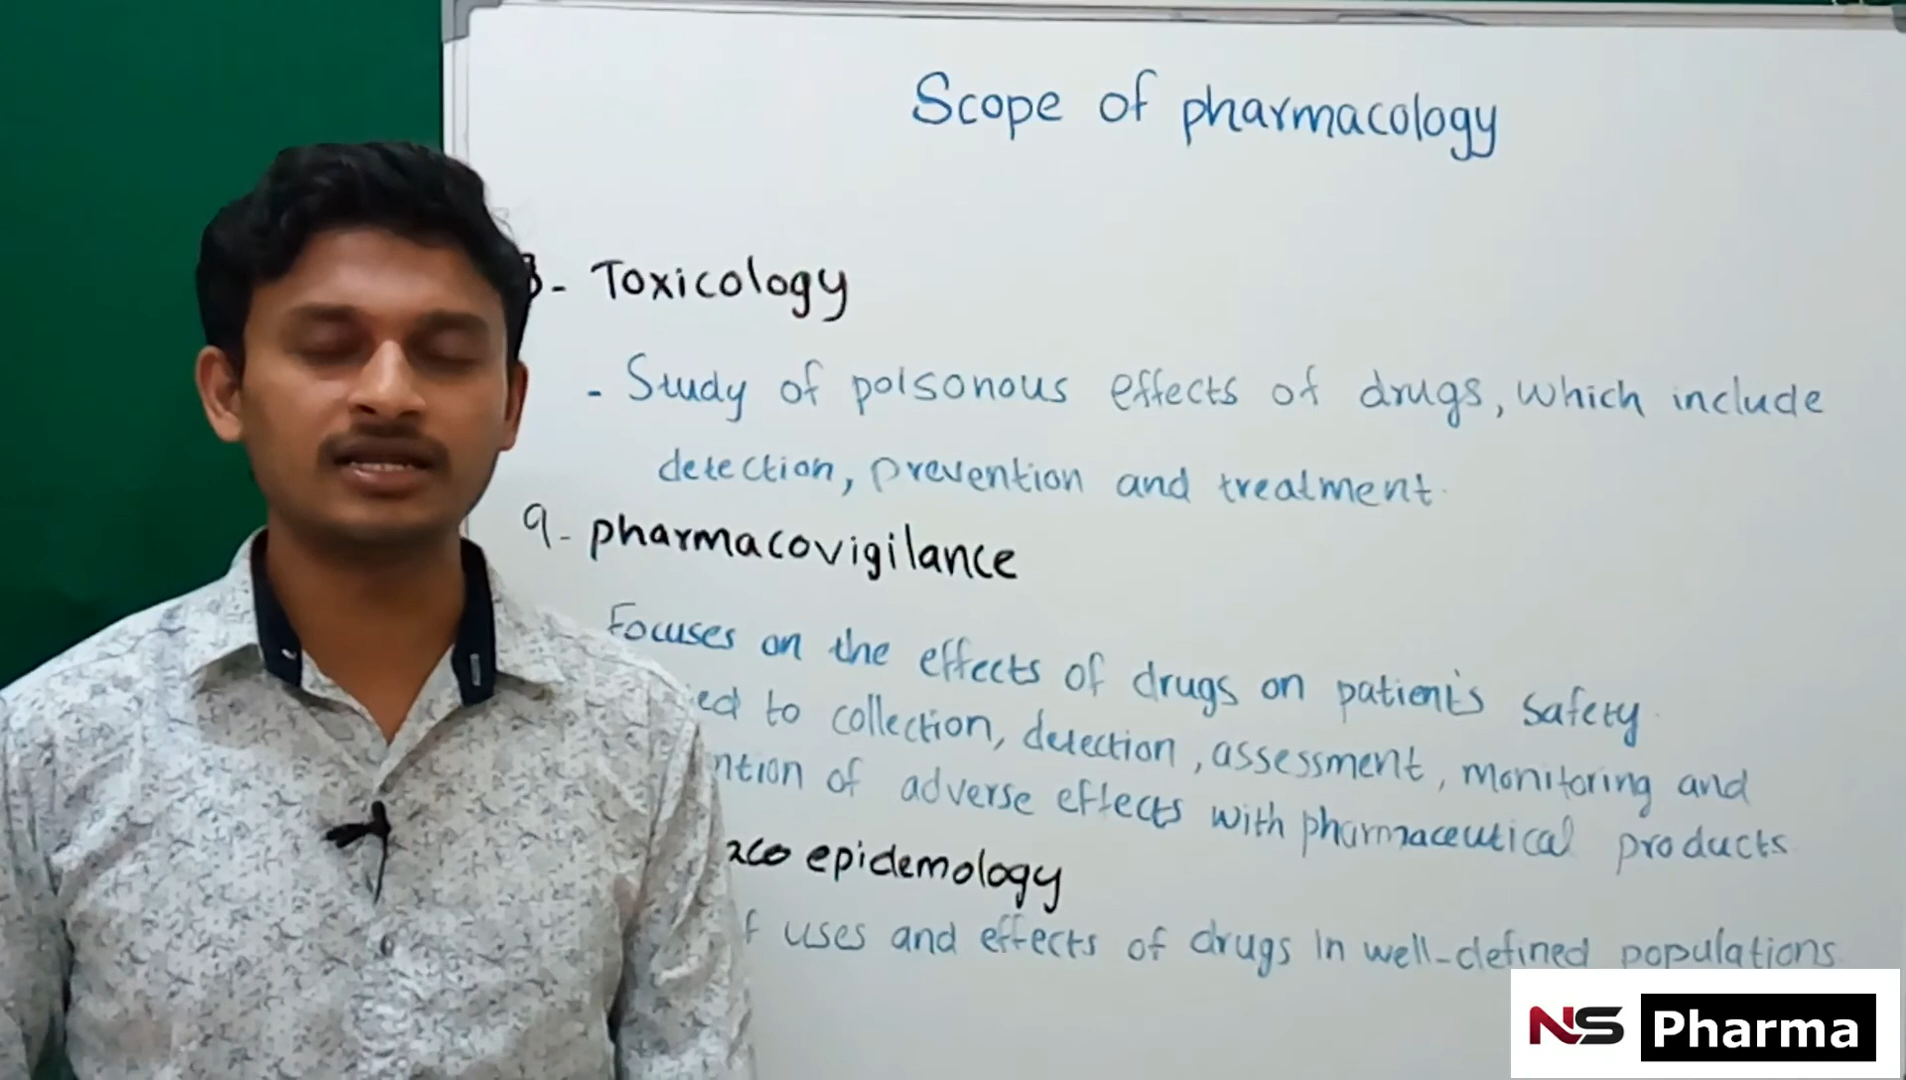 Scope of pharmacology
8- Toxicology
- Study of poisonous effects of drugs, which include
detection, prevention and treatment.
9- pharmacovigilance
Focuses on the effects of drugs on patient's safety
to collection, detection, assessment, monitoring and
of adverse effects with pharmaceutical products
epidemology
uses and effects of drugs in well-defined populations
NS Pharma